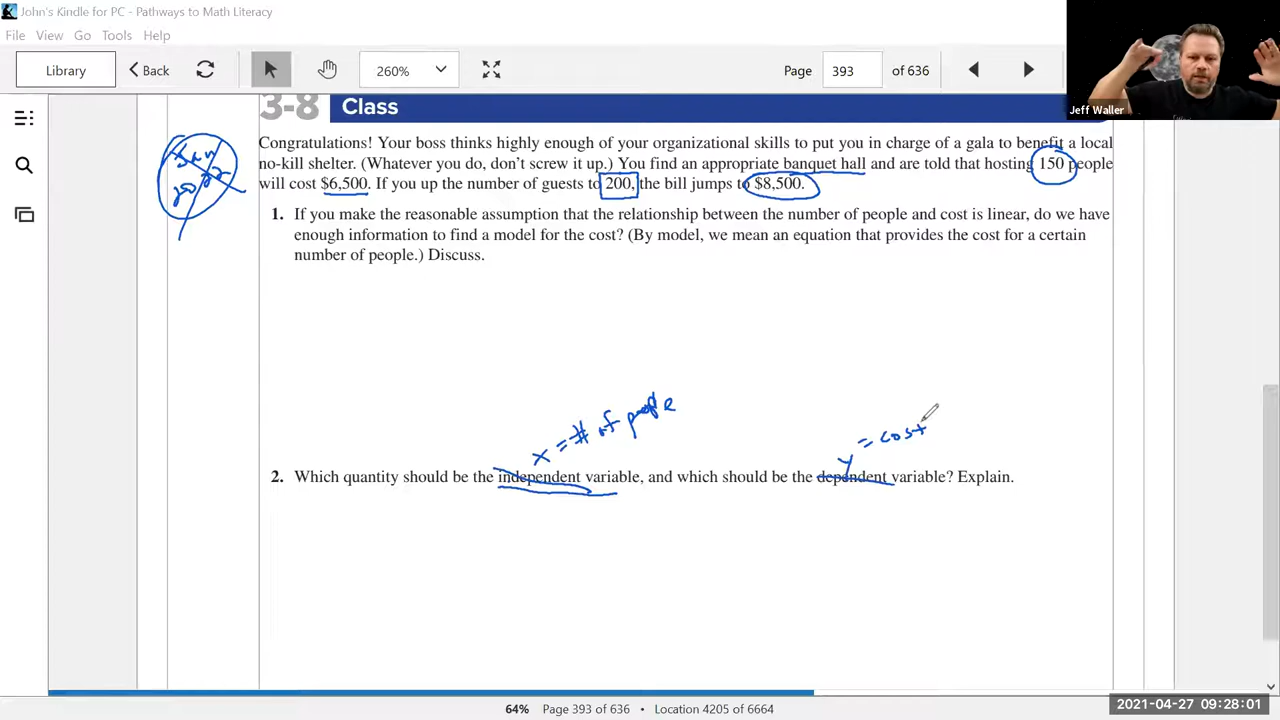 John's Kindle for PC - Pathways to Math Literacy
File View Go Tools Help
Library Back 260% Page 393 of 636
Jeff Waller
3-8 Class
Congratulations! Your boss thinks highly enough of your organizational skills to put you in charge of a gala to benefit a local
no-kill shelter. (Whatever you do, don't screw it up.) You find an appropriate banquet hall and are told that hosting 150 people
will cost $6,500. If you up the number of guests to 200, the bill jumps to $8,500.
Jan
2022
1. If you make the reasonable assumption that the relationship between the number of people and cost is linear, do we have
enough information to find a model for the cost? (By model, we mean an equation that provides the cost for a certain
number of people.) Discuss.
x = # of people
y = cost
2. Which quantity should be the independent variable, and which should be the dependent variable? Explain.
64% Page 393 of 636 • Location 4205 of 6664
2021-04-27 09:28:01